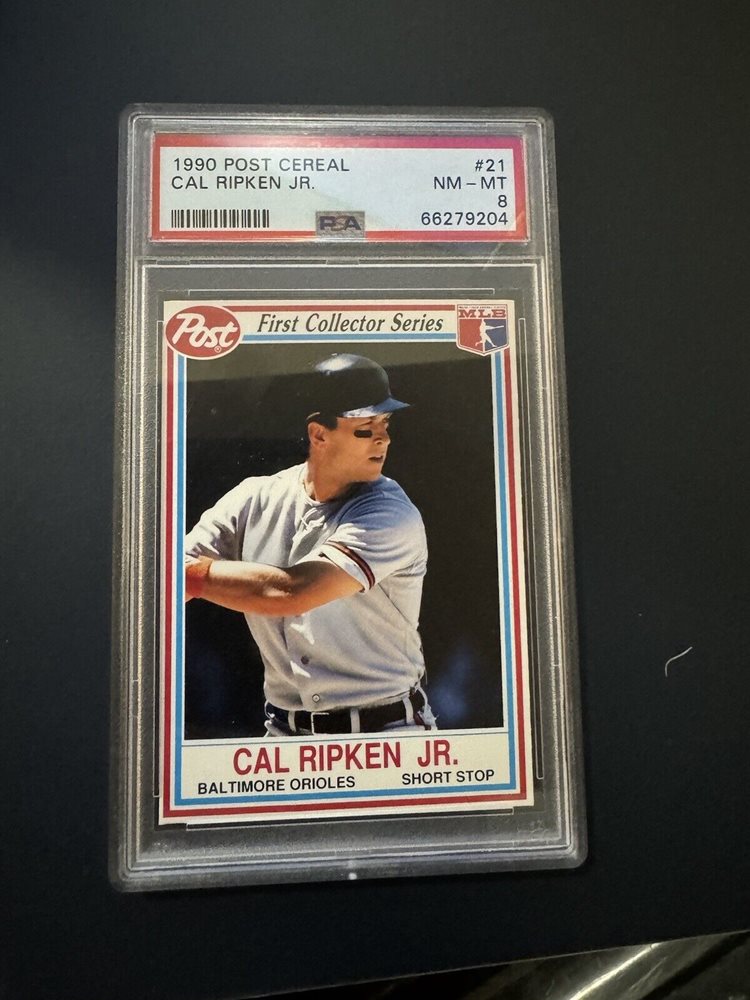 1990 POST CEREAL #21
CAL RIPKEN JR. NM - MT
8
PSA 66279204
Post First Collector Series MLB
CAL RIPKEN JR.
BALTIMORE ORIOLES SHORT STOP